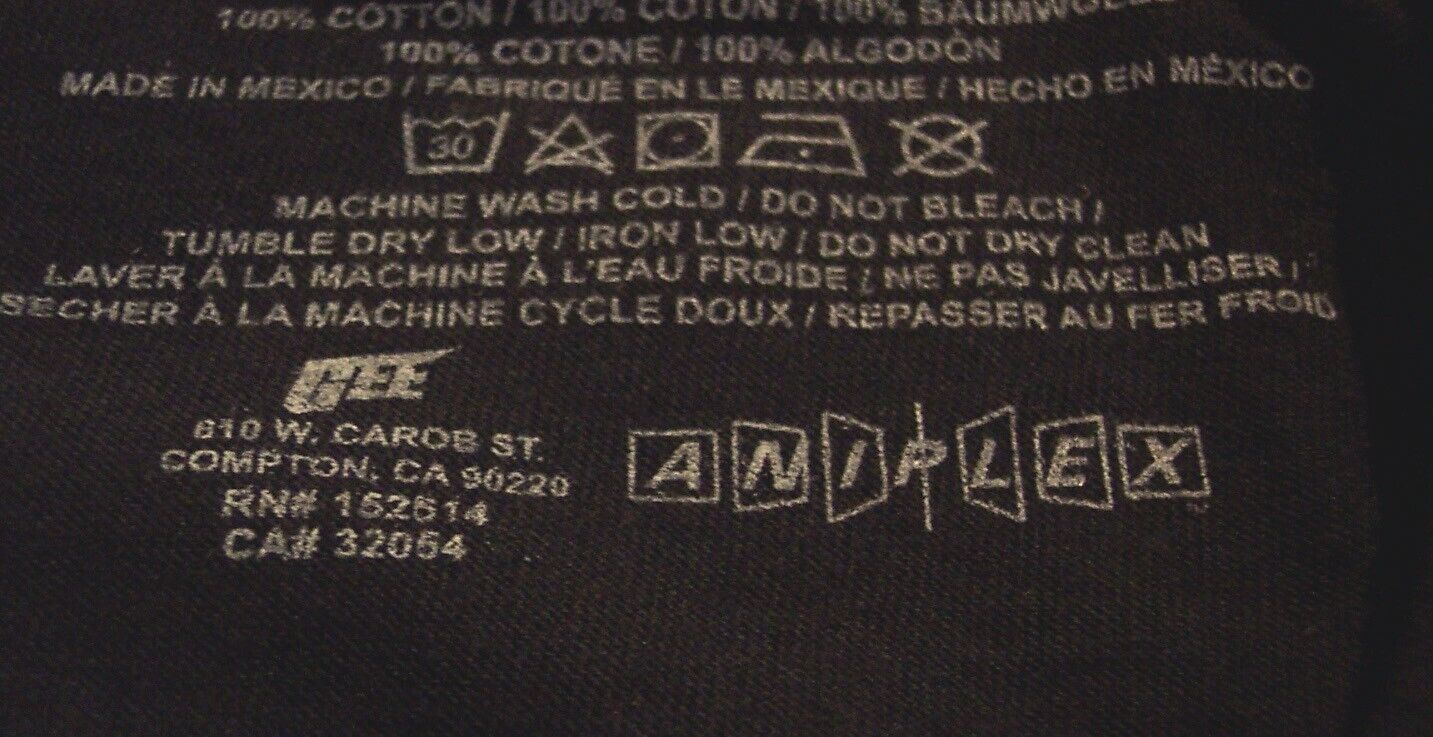 100% COTTON / 100% COTON / 100% BAUMWOLLE
100% COTONE / 100% ALGODÓN
MADE IN MEXICO / FABRIQUÉ EN LE MEXIQUE / HECHO EN MÉXICO
30
MACHINE WASH COLD / DO NOT BLEACH /
TUMBLE DRY LOW / IRON LOW / DO NOT DRY CLEAN
LAVER À LA MACHINE À L'EAU FROIDE / NE PAS JAVELLISER /
SECHER À LA MACHINE CYCLE DOUX / REPASSER AU FER FROID
GEE
810 W. CAROB ST.
COMPTON, CA 90220
RN# 152614
CA# 32054
ANIPLEX